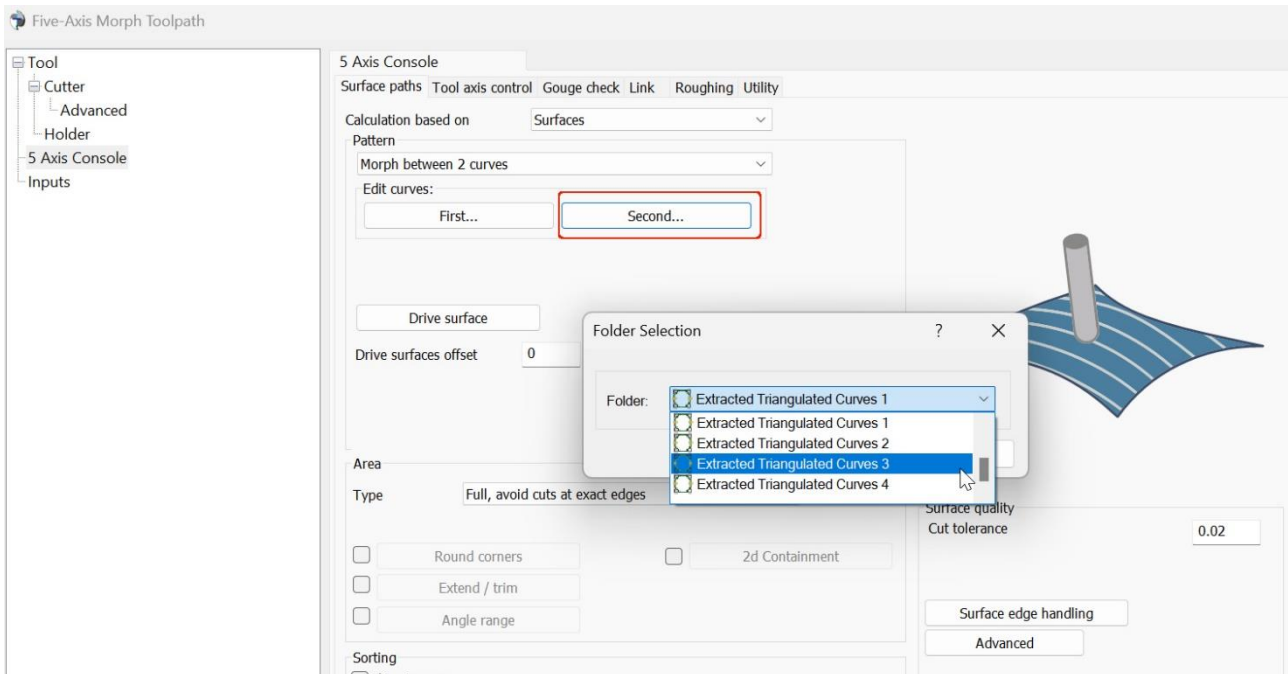 Five-Axis Morph Toolpath
Tool
Cutter
Advanced
Holder
5 Axis Console
Inputs
5 Axis Console
Surface paths Tool axis control Gouge check Link Roughing Utility
Calculation based on Surfaces
Pattern
Morph between 2 curves
Edit curves:
First... Second...
Drive surface
Drive surfaces offset 0
Folder Selection ?
Folder: Extracted Triangulated Curves 1
Extracted Triangulated Curves 1
Extracted Triangulated Curves 2
Extracted Triangulated Curves 3
Extracted Triangulated Curves 4
Area
Type Full, avoid cuts at exact edges
Round corners 2d Containment
Extend / trim
Angle range
Sorting
Surface quality
Cut tolerance 0.02
Surface edge handling
Advanced